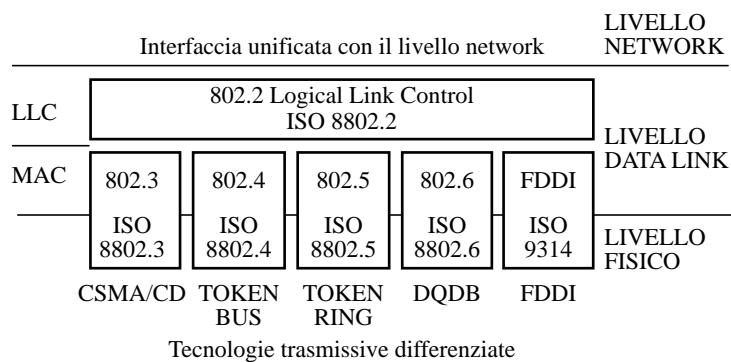 Interfaccia unificata con il livello network
LIVELLO
NETWORK
LLC
802.2 Logical Link Control
ISO 8802.2
LIVELLO
DATA LINK
MAC
802.3
802.4
802.5
802.6
FDDI
ISO
8802.3
ISO
8802.4
ISO
8802.5
ISO
8802.6
ISO
9314
LIVELLO
FISICO
CSMA/CD
TOKEN
BUS
TOKEN
RING
DQDB
FDDI
Tecnologie trasmissive differenziate